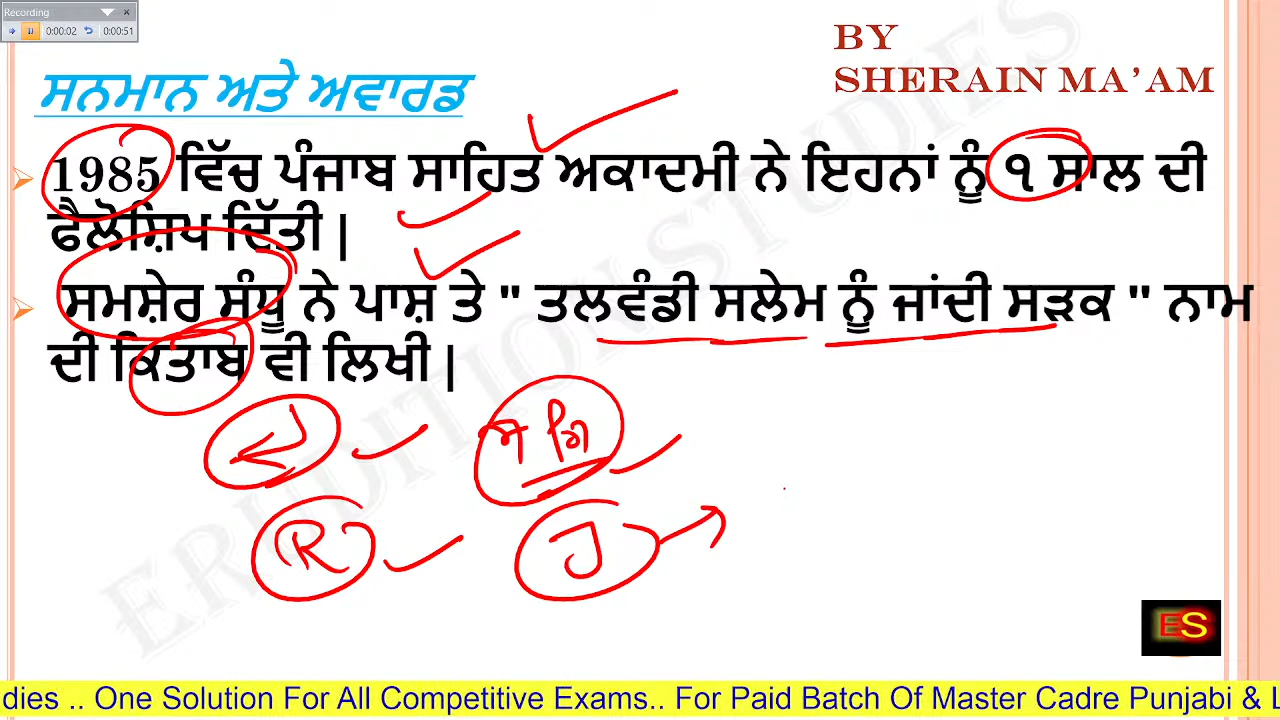 Recording
0:00:02 0:00:51
BY
SHERAIN MA'AM
ਸਨਮਾਨ ਅਤੇ ਅਵਾਰਡ
1985 ਵਿੱਚ ਪੰਜਾਬ ਸਾਹਿਤ ਅਕਾਦਮੀ ਨੇ ਇਹਨਾਂ ਨੂੰ ੧ ਸਾਲ ਦੀ
ਫੈਲੋਸ਼ਿਪ ਦਿੱਤੀ |
ਸਮਸ਼ੇਰ ਸੰਧੂ ਨੇ ਪਾਸ਼ ਤੇ " ਤਲਵੰਡੀ ਸਲੇਮ ਨੂੰ ਜਾਂਦੀ ਸੜਕ " ਨਾਮ
ਦੀ ਕਿਤਾਬ ਵੀ ਲਿਖੀ |
R J
ERUDITION STUDIES
ES
dies .. One Solution For All Competitive Exams.. For Paid Batch Of Master Cadre Punjabi & L